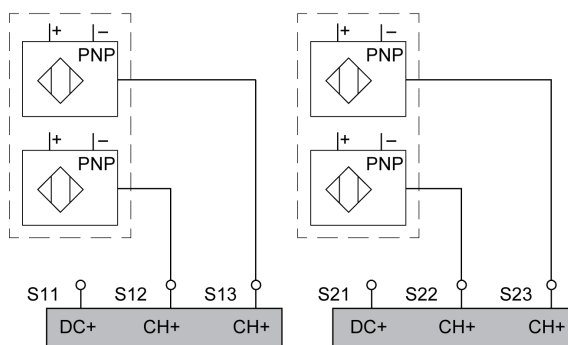 + − + −
PNP PNP
+ − + −
PNP PNP
S11 S12 S13 S21 S22 S23
DC+ CH+ CH+ DC+ CH+ CH+